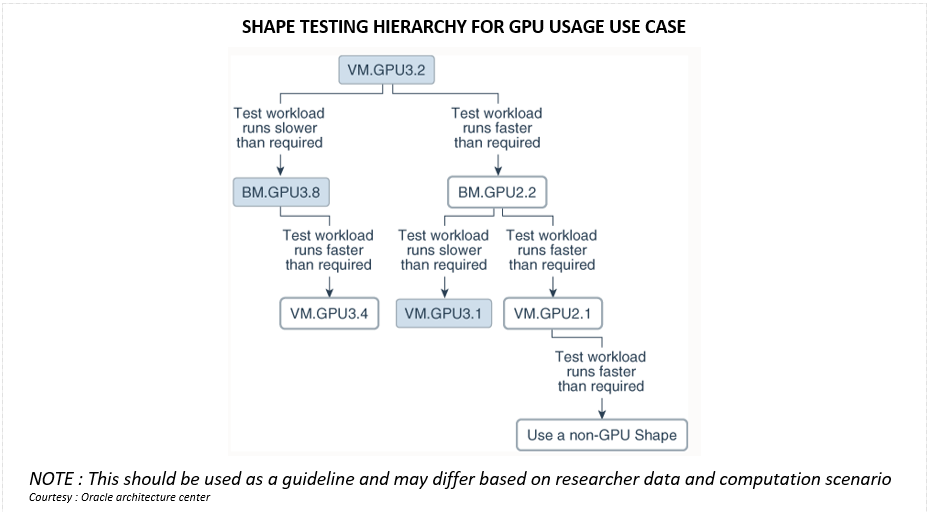 SHAPE TESTING HIERARCHY FOR GPU USAGE USE CASE
VM.GPU3.2
Test workload
runs slower
than required
Test workload
runs faster
than required
BM.GPU3.8
BM.GPU2.2
Test workload
runs faster
than required
Test workload
runs slower
than required
Test workload
runs faster
than required
VM.GPU3.4
VM.GPU3.1
VM.GPU2.1
Test workload
runs faster
than required
Use a non-GPU Shape
NOTE : This should be used as a guideline and may differ based on researcher data and computation scenario
Courtesy : Oracle architecture center